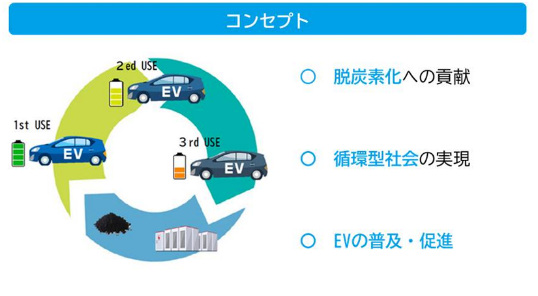 コンセプト
2ed USE
EV
1st USE
EV
3rd USE
EV
○ 脱炭素化への貢献
○ 循環型社会の実現
○ EVの普及・促進